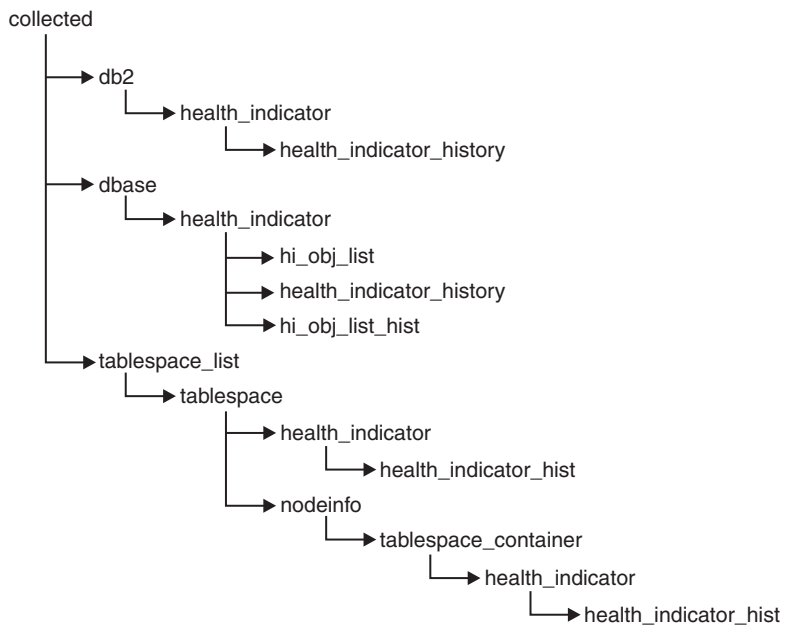 collected
db2
health_indicator
health_indicator_history
dbase
health_indicator
hi_obj_list
health_indicator_history
hi_obj_list_hist
tablespace_list
tablespace
health_indicator
health_indicator_hist
nodeinfo
tablespace_container
health_indicator
health_indicator_hist